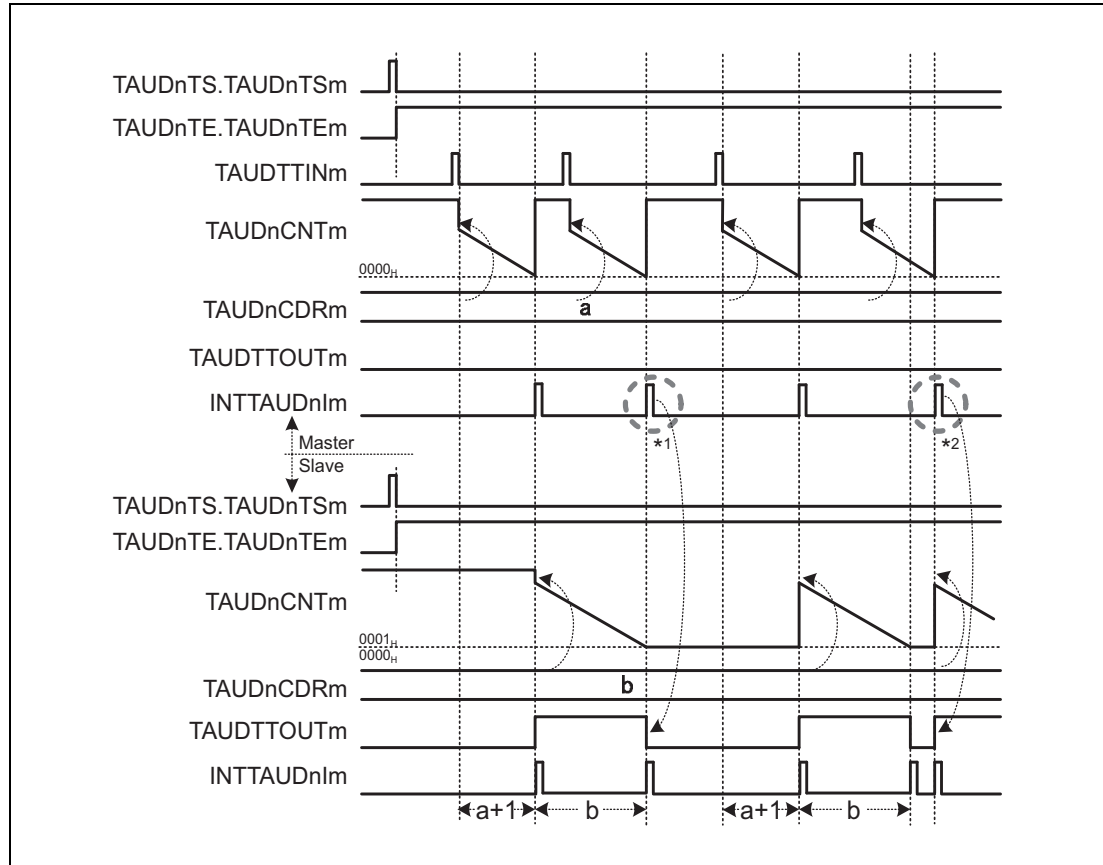 TAUDnTS.TAUDnTSm
TAUDnTE.TAUDnTEm
TAUDTTINm
TAUDnCNTm
0000H
a
TAUDnCDRm
TAUDTTOUTm
INTTAUDnIm
*1
*2
Master
Slave
TAUDnTS.TAUDnTSm
TAUDnTE.TAUDnTEm
TAUDnCNTm
0001H
0000H
b
TAUDnCDRm
TAUDTTOUTm
INTTAUDnIm
a+1 b a+1 b